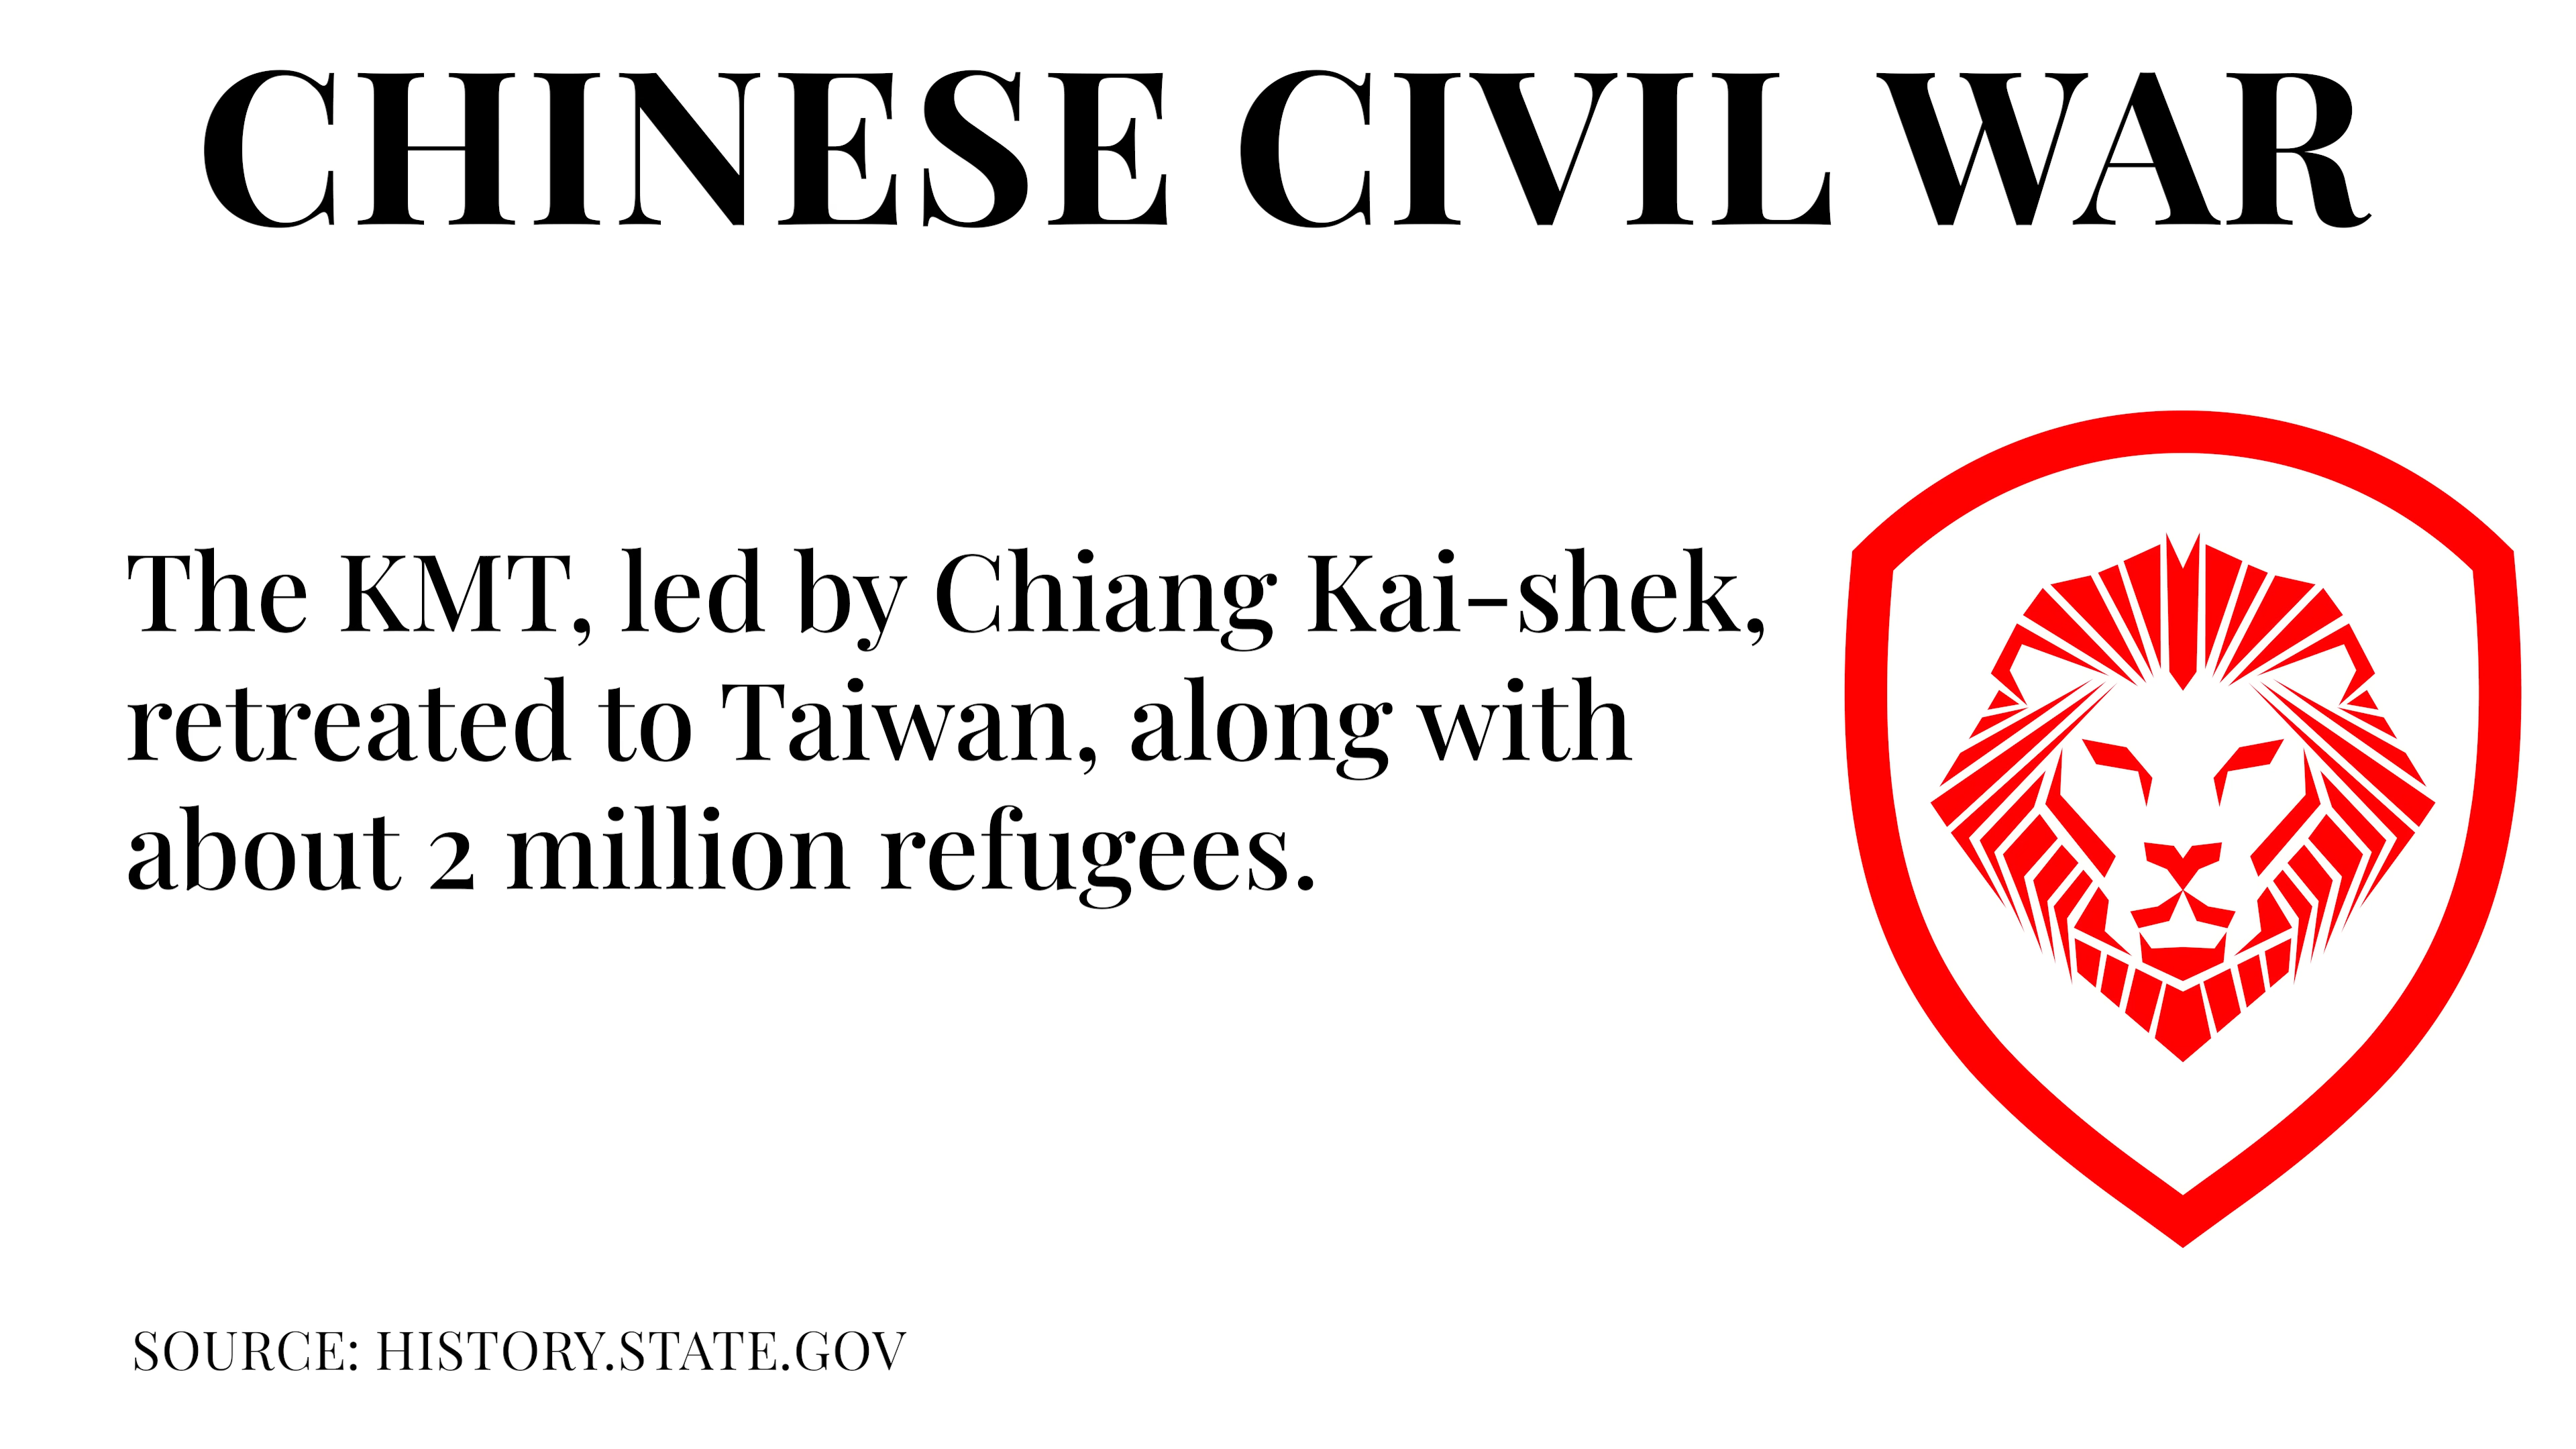 CHINESE CIVIL WAR
The KMT, led by Chiang Kai-shek,
retreated to Taiwan, along with
about 2 million refugees.
SOURCE: HISTORY.STATE.GOV